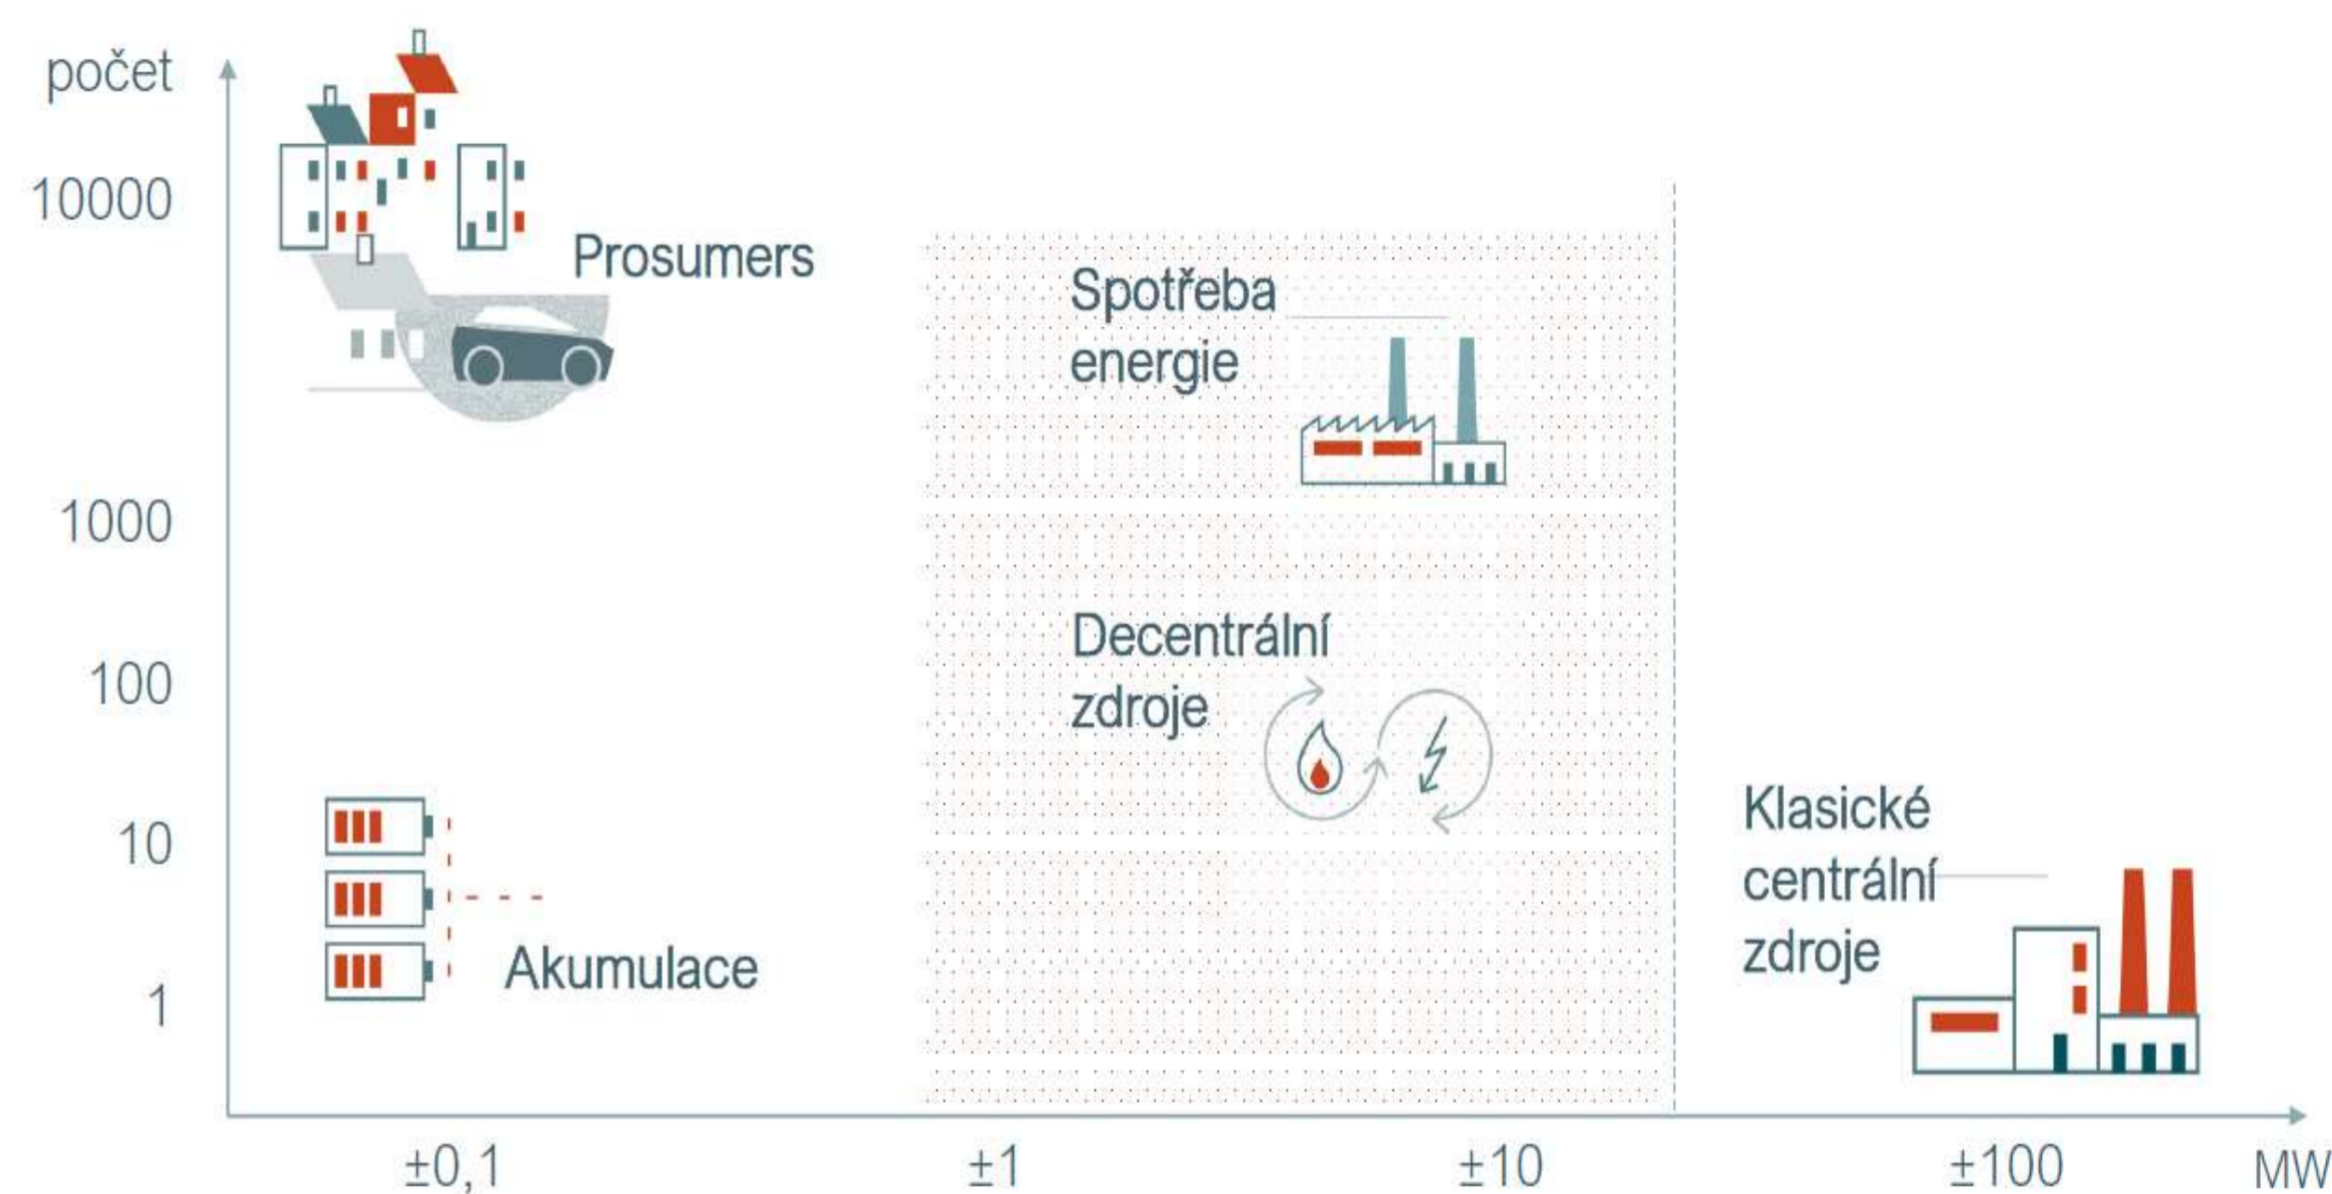 počet
10000
Prosumers
Spotřeba
energie
1000
Decentrální
zdroje
100
10
Klasické
centrální
zdroje
Akumulace
1
±0,1
±1
±10
±100
MW